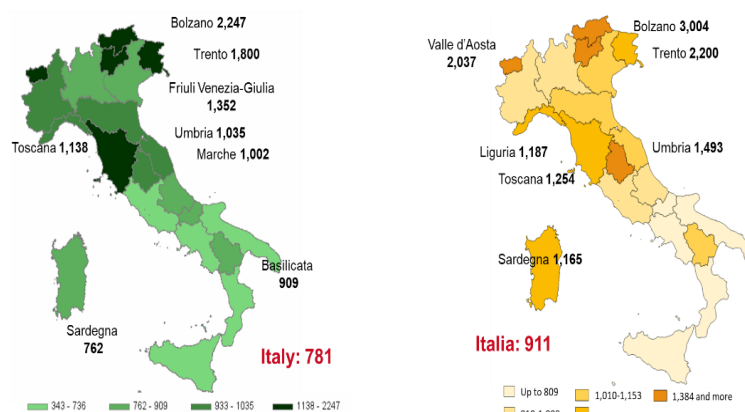 Bolzano 2,247
Trento 1,800
Friuli Venezia-Giulia
1,352
Umbria 1,035
Toscana 1,138
Marche 1,002
Basilicata
909
Sardegna
762
Italy: 781
343 - 736
762 - 909
933 - 1035
1138 - 2247
Bolzano 3,004
Valle d'Aosta
2,037
Trento 2,200
Umbria 1,493
Liguria 1,187
Toscana 1,254
Sardegna 1,165
Italia: 911
Up to 809
1,010-1,153
1,384 and more